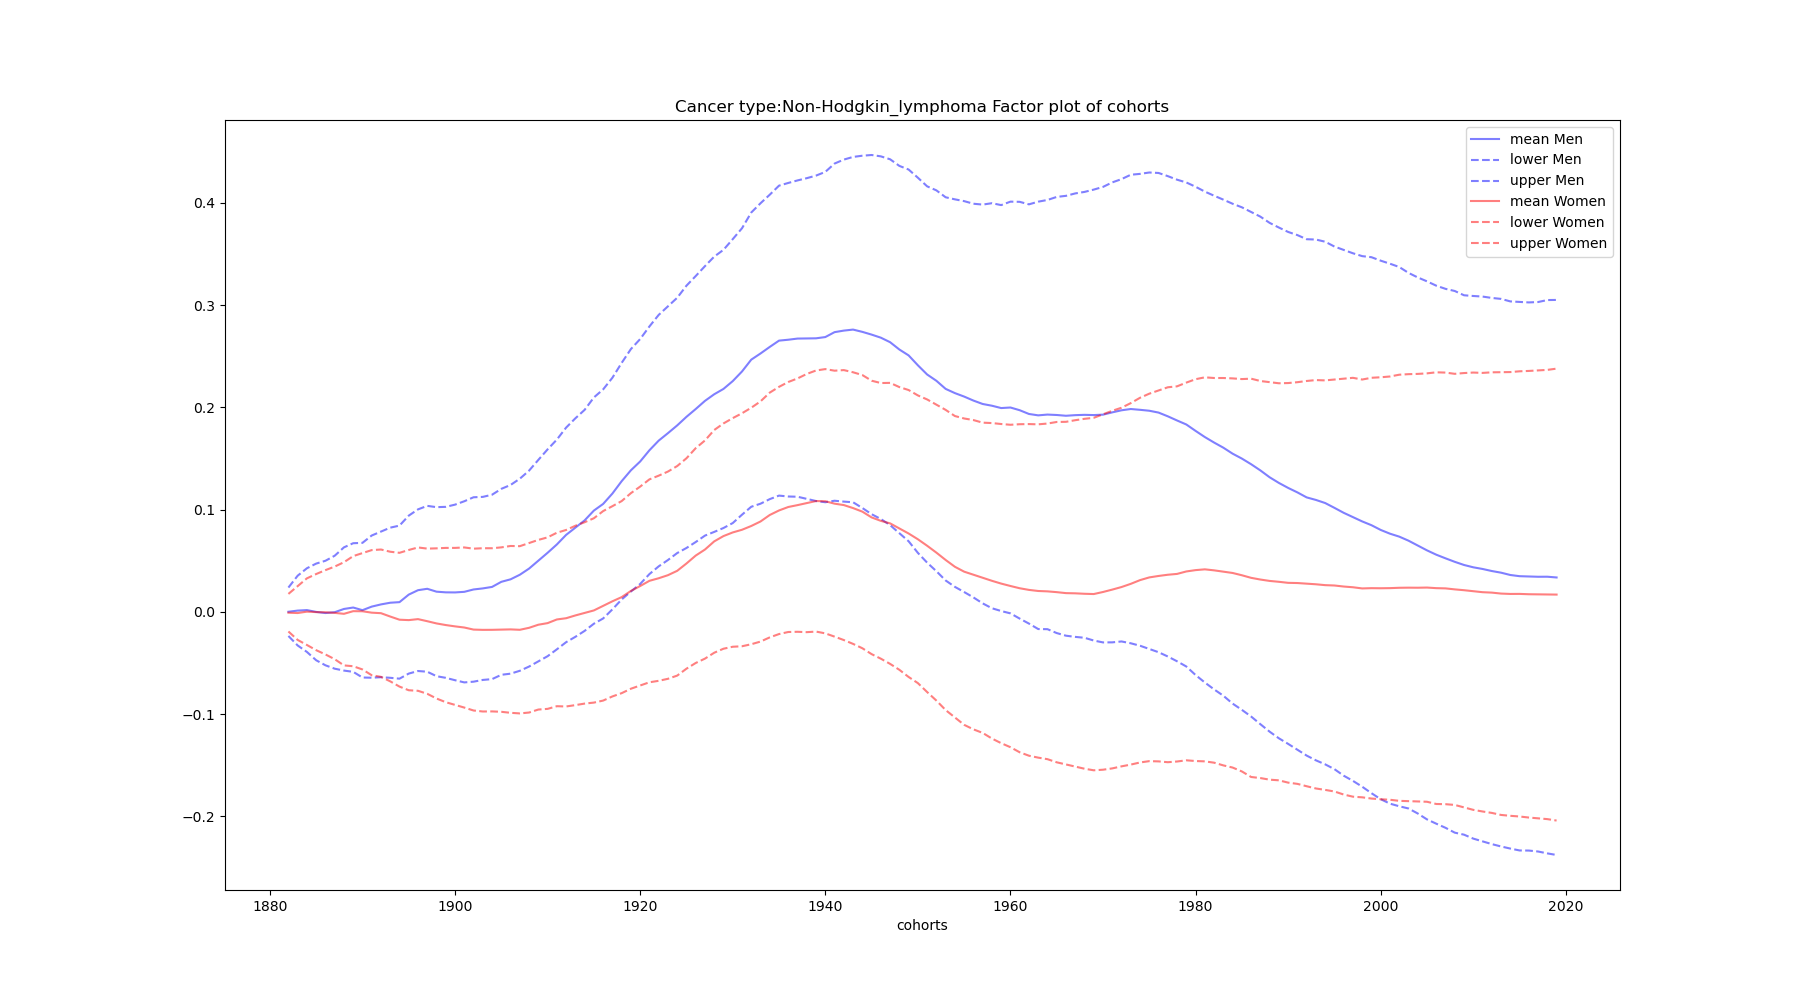 Cancer type:Non-Hodgkin_lymphoma Factor plot of cohorts
mean Men
lower Men
upper Men
mean Women
lower Women
upper Women
0.4
0.3
0.2
0.1
0.0
−0.1
−0.2
1880 1900 1920 1940 1960 1980 2000 2020
cohorts